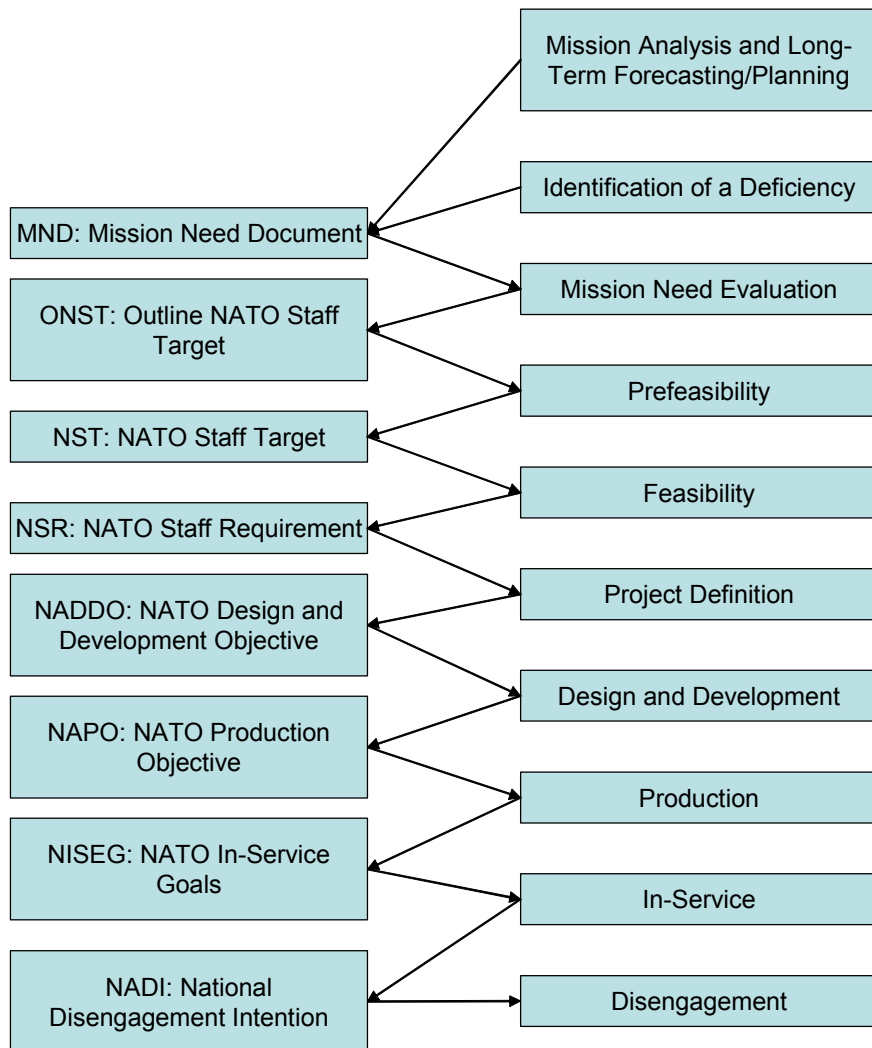 Mission Analysis and Long-
Term Forecasting/Planning
Identification of a Deficiency
MND: Mission Need Document
Mission Need Evaluation
ONST: Outline NATO Staff
Target
Prefeasibility
NST: NATO Staff Target
Feasibility
NSR: NATO Staff Requirement
Project Definition
NADDO: NATO Design and
Development Objective
Design and Development
NAPO: NATO Production
Objective
Production
NISEG: NATO In-Service
Goals
In-Service
NADI: National
Disengagement Intention
Disengagement